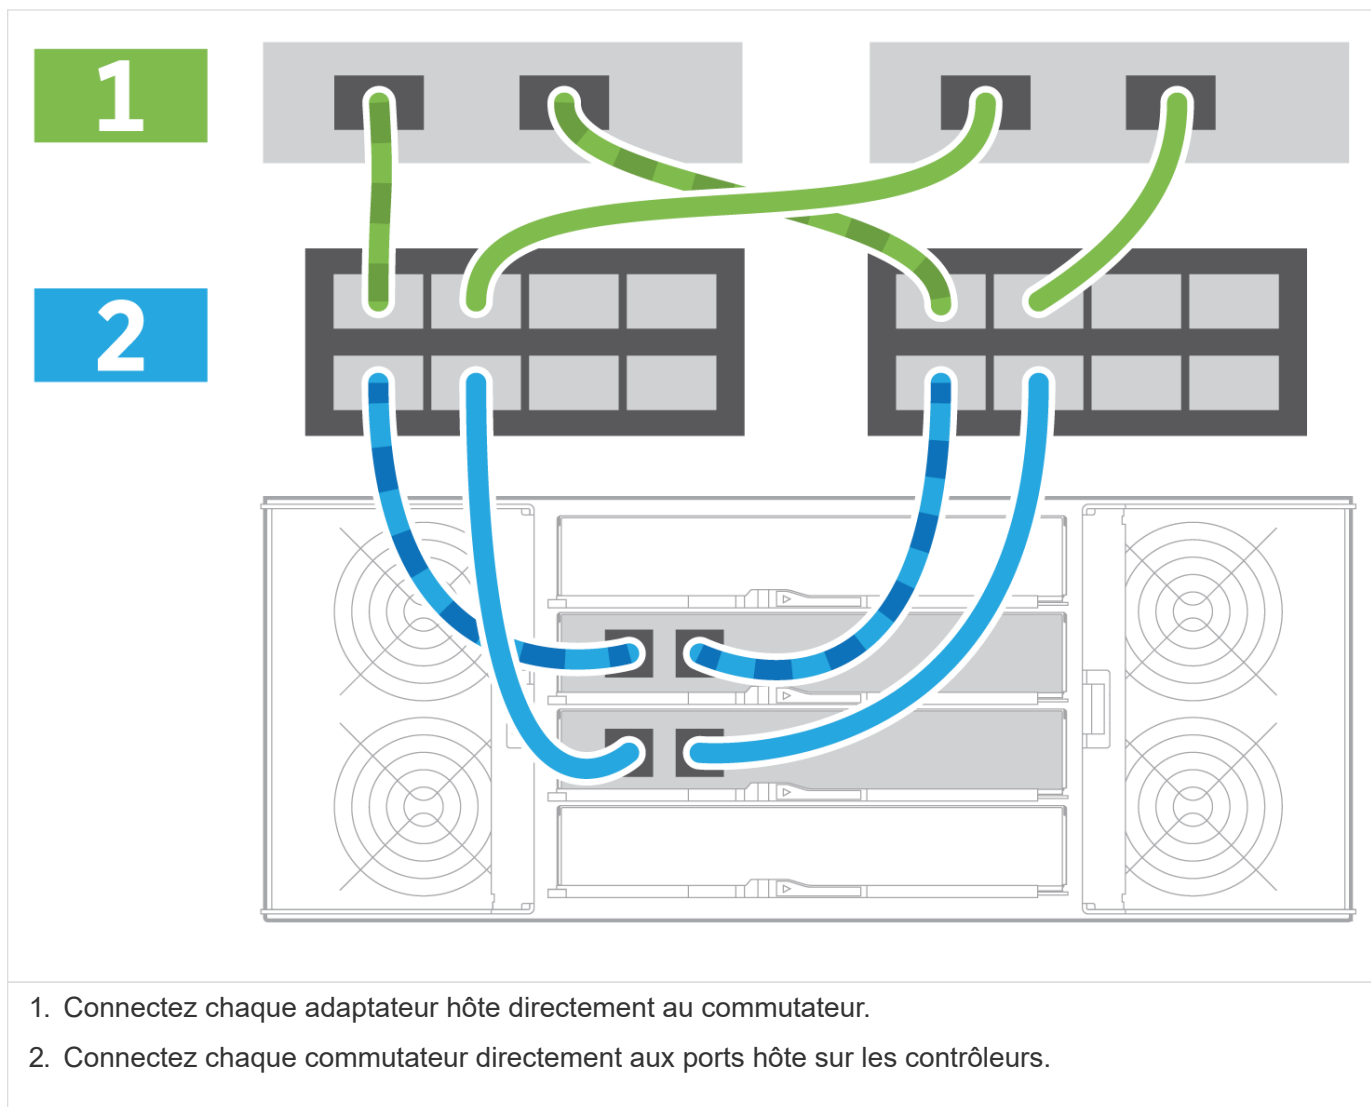 1
2
1. Connectez chaque adaptateur hôte directement au commutateur.
2. Connectez chaque commutateur directement aux ports hôte sur les contrôleurs.